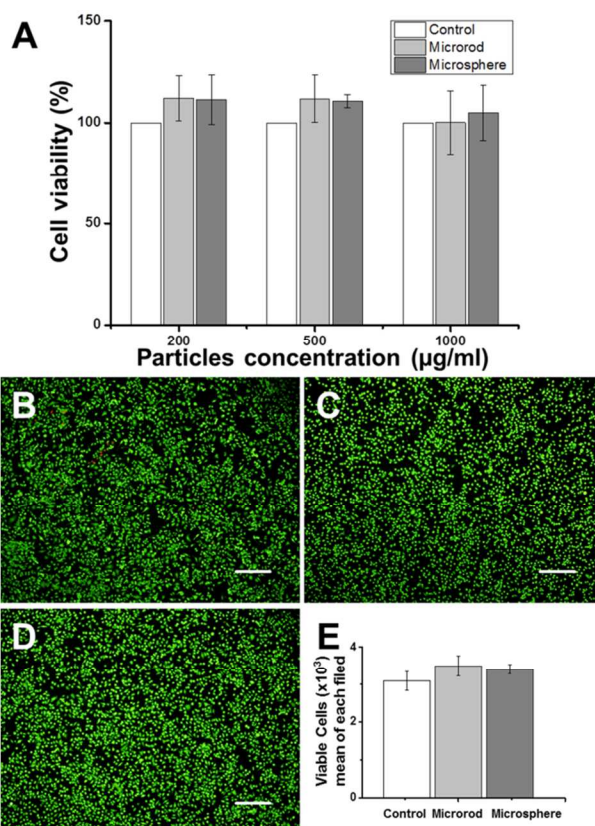 A
150
100
50
0
Cell viability (%)
Control
Microrod
Microsphere
200 500 1000
Particles concentration (µg/ml)
B
C
D
E
4
3
2
0
Viable Cells (x10³)
mean of each filed
Control Microrod Microsphere